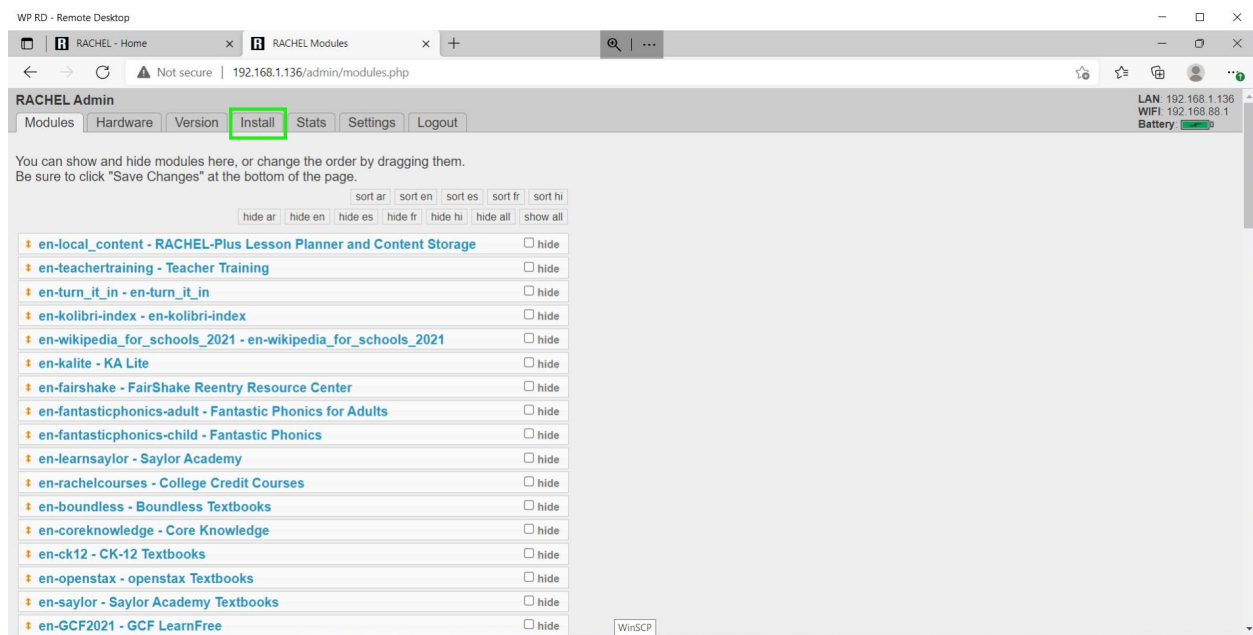 WP RD - Remote Desktop
RACHEL - Home
RACHEL Modules
Not secure | 192.168.1.136/admin/modules.php
RACHEL Admin
LAN: 192.168.1.136
WIFI: 192.168.88.1
Battery:
Modules Hardware Version Install Stats Settings Logout
You can show and hide modules here, or change the order by dragging them.
Be sure to click "Save Changes" at the bottom of the page.
sort ar sort en sort es sort fr sort hi
hide ar hide en hide es hide fr hide hi hide all show all
en-local_content - RACHEL-Plus Lesson Planner and Content Storage hide
en-teachertraining - Teacher Training hide
en-turn_it_in - en-turn_it_in hide
en-kolibri-index - en-kolibri-index hide
en-wikipedia_for_schools_2021 - en-wikipedia_for_schools_2021 hide
en-kalite - KA Lite hide
en-fairshake - FairShake Reentry Resource Center hide
en-fantasticphonics-adult - Fantastic Phonics for Adults hide
en-fantasticphonics-child - Fantastic Phonics hide
en-learnsaylor - Saylor Academy hide
en-rachelcourses - College Credit Courses hide
en-boundless - Boundless Textbooks hide
en-coreknowledge - Core Knowledge hide
en-ck12 - CK-12 Textbooks hide
en-openstax - openstax Textbooks hide
en-saylor - Saylor Academy Textbooks hide
en-GCF2021 - GCF LearnFree hide
WinSCP